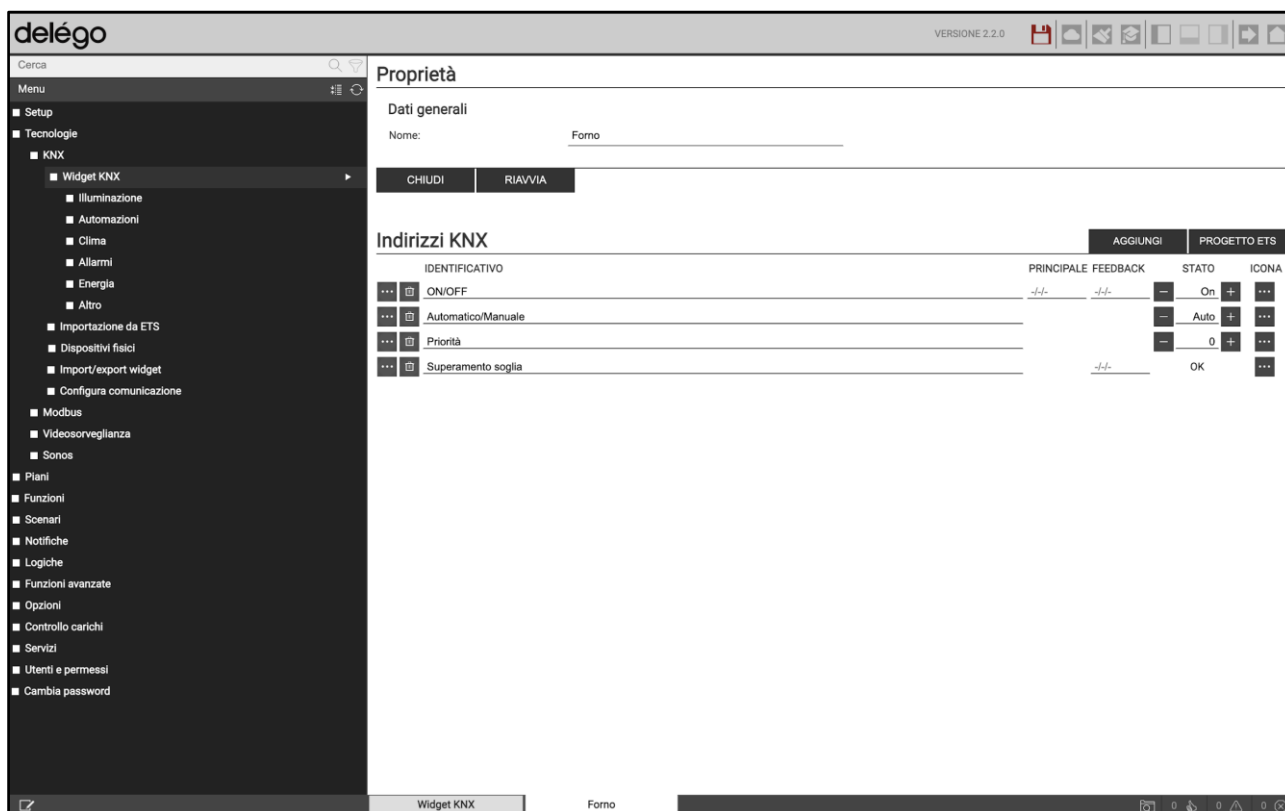 delégo
VERSIONE 2.2.0
Cerca
Menu
Setup
Tecnologie
KNX
Widget KNX
Illuminazione
Automazioni
Clima
Allarmi
Energia
Altro
Importazione da ETS
Dispositivi fisici
Import/export widget
Configura comunicazione
Modbus
Videosorveglianza
Sonos
Piani
Funzioni
Scenari
Notifiche
Logiche
Funzioni avanzate
Opzioni
Controllo carichi
Servizi
Utenti e permessi
Cambia password
Proprietà
Dati generali
Nome: Forno
CHIUDI RIAVVIA
Indirizzi KNX AGGIUNGI PROGETTO ETS
IDENTIFICATIVO PRINCIPALE FEEDBACK STATO ICONA
ON/OFF -/-/- -/-/- On
Automatico/Manuale Auto
Priorità 0
Superamento soglia -/-/- OK
Widget KNX Forno 0 0 0